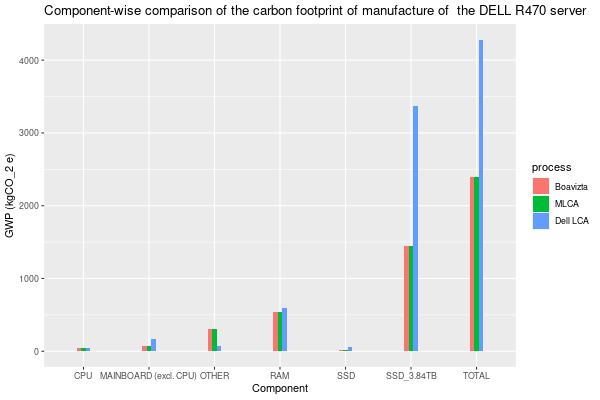 Component-wise comparison of the carbon footprint of manufacture of  the DELL R470 server
GWP (kgCO_2 e)
4000
3000
2000
1000
0
CPU
MAINBOARD (excl. CPU)
OTHER
RAM
SSD
SSD_3.84TB
TOTAL
Component
process
Boavizta
MLCA
Dell LCA